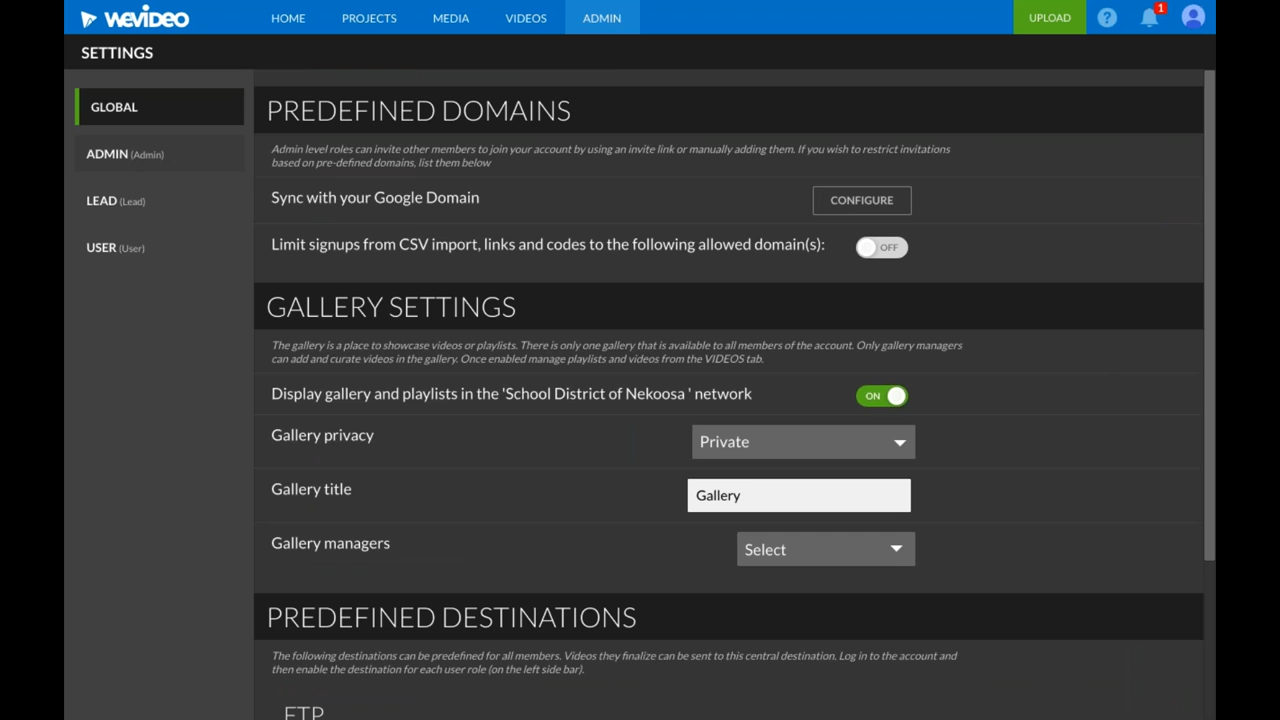 WEVIDEO
HOME PROJECTS MEDIA VIDEOS ADMIN UPLOAD ? 1
SETTINGS
GLOBAL
ADMIN (Admin)
LEAD (Lead)
USER (User)
PREDEFINED DOMAINS
Admin level roles can invite other members to join your account by using an invite link or manually adding them. If you wish to restrict invitations
based on pre-defined domains, list them below
Sync with your Google Domain CONFIGURE
Limit signups from CSV import, links and codes to the following allowed domain(s): OFF
GALLERY SETTINGS
The gallery is a place to showcase videos or playlists. There is only one gallery that is available to all members of the account. Only gallery managers
can add and curate videos in the gallery. Once enabled manage playlists and videos from the VIDEOS tab.
Display gallery and playlists in the 'School District of Nekoosa ' network ON
Gallery privacy Private
Gallery title Gallery
Gallery managers Select
PREDEFINED DESTINATIONS
The following destinations can be predefined for all members. Videos they finalize can be sent to this central destination. Log in to the account and
then enable the destination for each user role (on the left side bar).
FTP